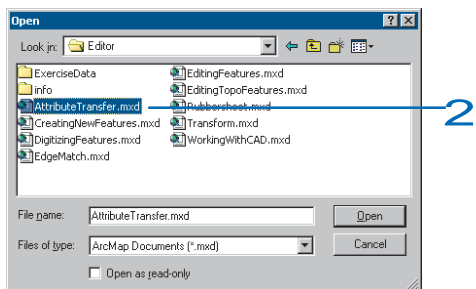 Open
Look in: Editor
ExerciseData
info
AttributeTransfer.mxd
CreatingNewFeatures.mxd
DigitizingFeatures.mxd
EdgeMatch.mxd
EditingFeatures.mxd
EditingTopoFeatures.mxd
Rubbersheet.mxd
Transform.mxd
WorkingWithCAD.mxd
2
File name: AttributeTransfer.mxd Open
Files of type: ArcMap Documents (*.mxd) Cancel
Open as read-only